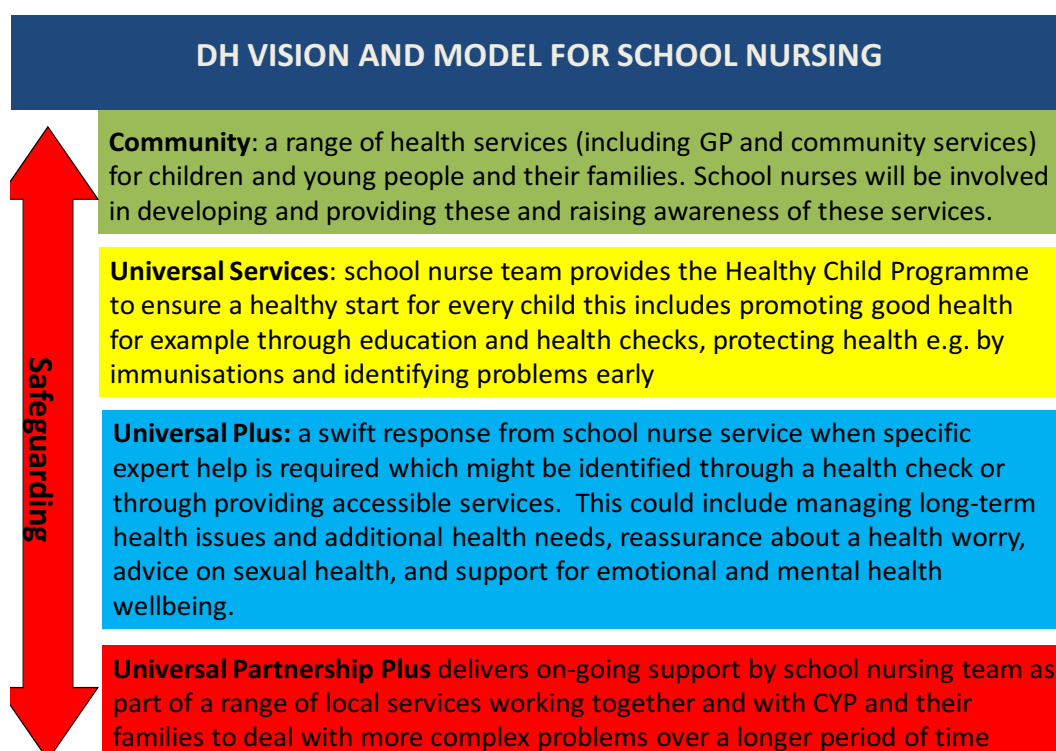 DH VISION AND MODEL FOR SCHOOL NURSING
Community: a range of health services (including GP and community services)
for children and young people and their families. School nurses will be involved
in developing and providing these and raising awareness of these services.
Universal Services: school nurse team provides the Healthy Child Programme
to ensure a healthy start for every child this includes promoting good health
for example through education and health checks, protecting health e.g. by
immunisations and identifying problems early
Safeguarding
Universal Plus: a swift response from school nurse service when specific
expert help is required which might be identified through a health check or
through providing accessible services.  This could include managing long-term
health issues and additional health needs, reassurance about a health worry,
advice on sexual health, and support for emotional and mental health
wellbeing.
Universal Partnership Plus delivers on-going support by school nursing team as
part of a range of local services working together and with CYP and their
families to deal with more complex problems over a longer period of time